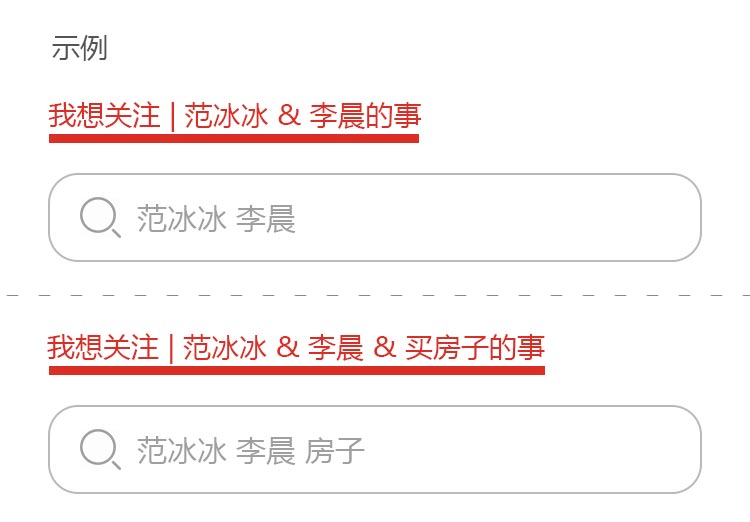 示例
我想关注 | 范冰冰 & 李晨的事
范冰冰 李晨
我想关注 | 范冰冰 & 李晨 & 买房子的事
范冰冰 李晨 房子